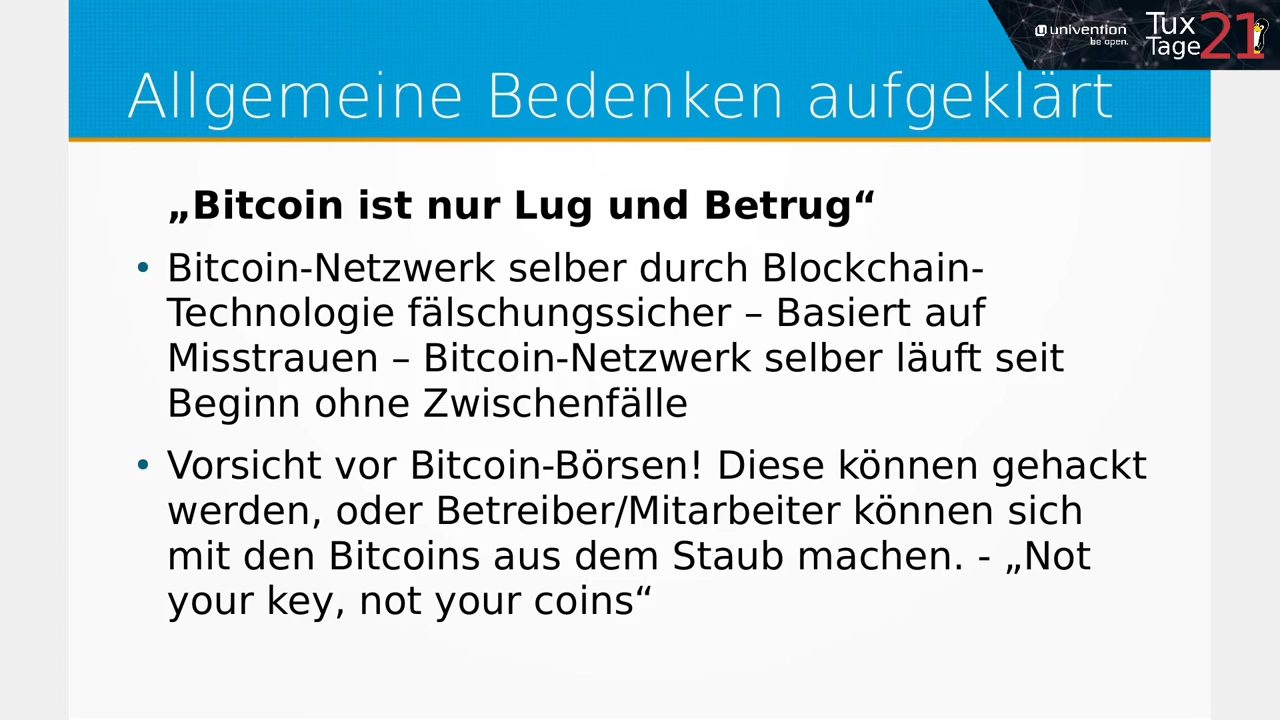 univention
be open.
Tux
Tage
21
Allgemeine Bedenken aufgeklärt
„Bitcoin ist nur Lug und Betrug“
• Bitcoin-Netzwerk selber durch Blockchain-
Technologie fälschungssicher – Basiert auf
Misstrauen – Bitcoin-Netzwerk selber läuft seit
Beginn ohne Zwischenfälle
• Vorsicht vor Bitcoin-Börsen! Diese können gehackt
werden, oder Betreiber/Mitarbeiter können sich
mit den Bitcoins aus dem Staub machen. - „Not
your key, not your coins“